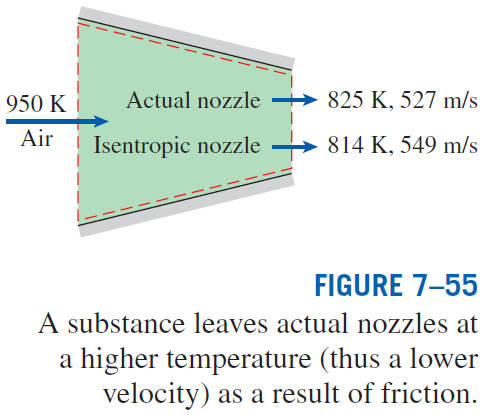 950 K
Air
Actual nozzle
825 K, 527 m/s
Isentropic nozzle
814 K, 549 m/s
FIGURE 7–55
A substance leaves actual nozzles at
a higher temperature (thus a lower
velocity) as a result of friction.